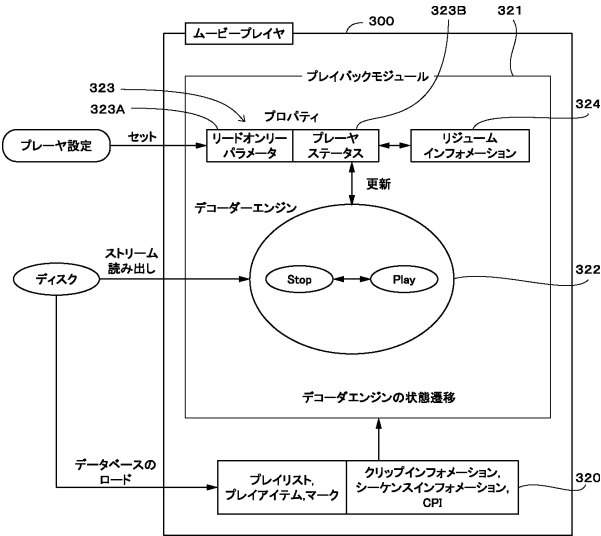 ムービープレイヤ
300
323B
321
プレイバックモジュール
323
323A
プロパティ
324
プレーヤ設定
セット
リードオンリー
パラメータ
プレーヤ
ステータス
リジューム
インフォメーション
更新
デコーダーエンジン
ストリーム
読み出し
ディスク
Stop
Play
322
デコーダエンジンの状態遷移
データベースの
ロード
プレイリスト,
プレイアイテム,マーク
クリップインフォメーション,
シーケンスインフォメーション,
CPI
320